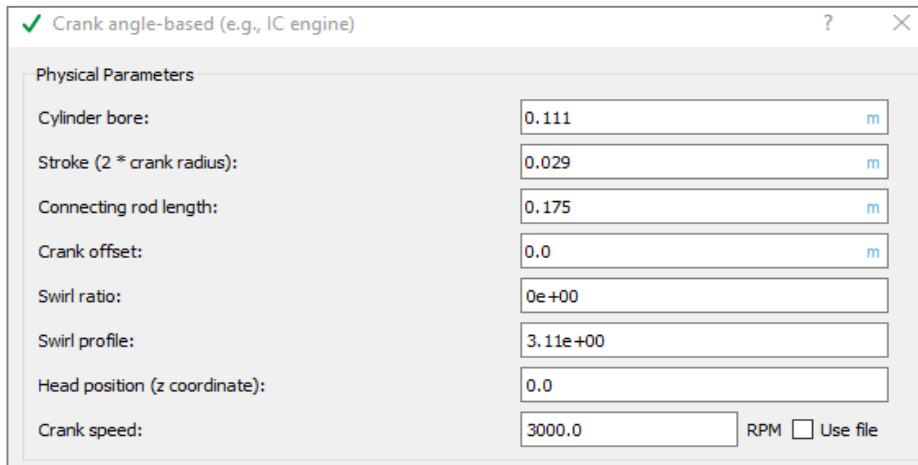 Crank angle-based (e.g., IC engine) ?
Physical Parameters
Cylinder bore: 0.111 m
Stroke (2 * crank radius): 0.029 m
Connecting rod length: 0.175 m
Crank offset: 0.0 m
Swirl ratio: 0e+00
Swirl profile: 3.11e+00
Head position (z coordinate): 0.0
Crank speed: 3000.0 RPM Use file